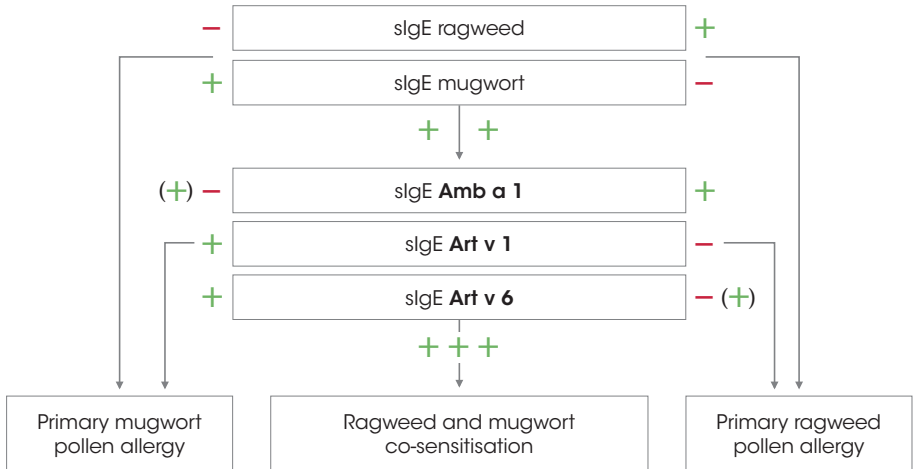 − sIgE ragweed +
+ sIgE mugwort −
+ +
(+) − sIgE Amb a 1 +
+ sIgE Art v 1 −
+ sIgE Art v 6 − (+)
+ + +
Primary mugwort
pollen allergy
Ragweed and mugwort
co-sensitisation
Primary ragweed
pollen allergy